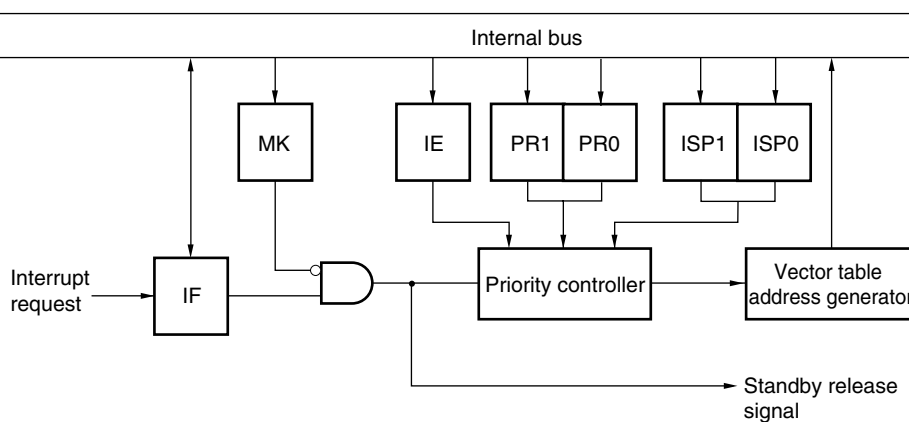 Internal bus
MK
IE
PR1
PR0
ISP1
ISP0
Interrupt
request
IF
Priority controller
Vector table
address generator
Standby release
signal